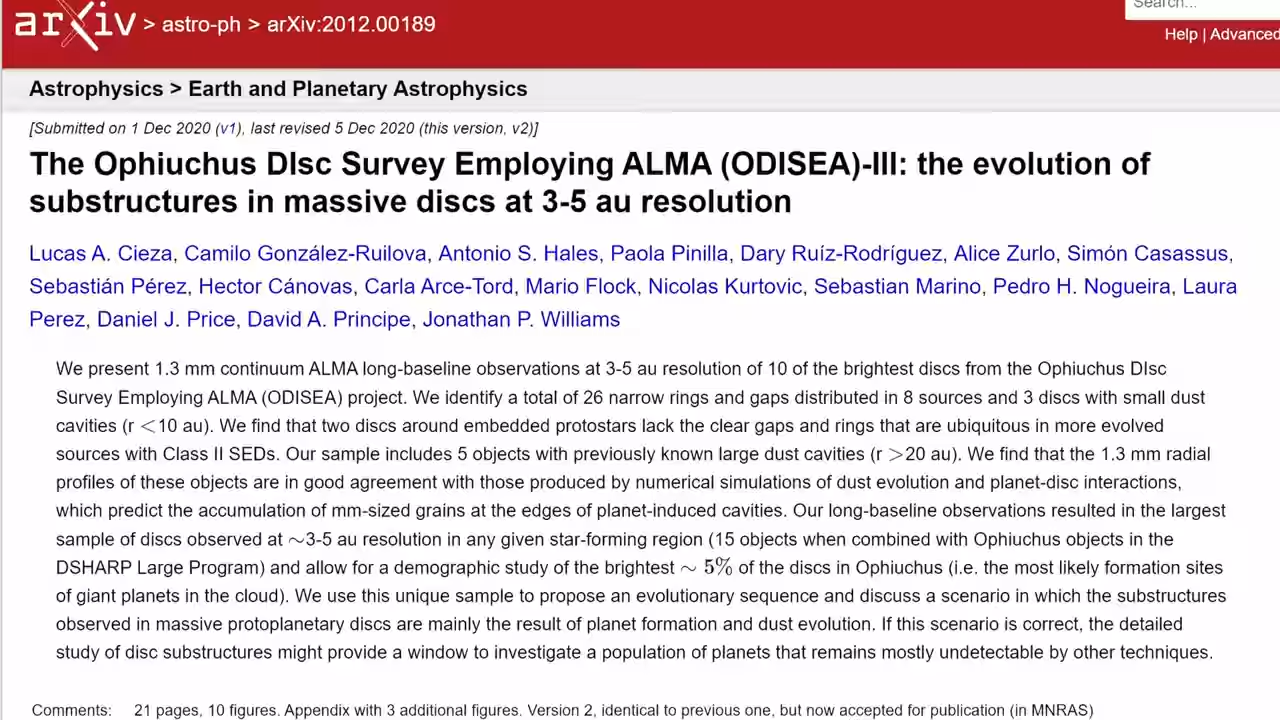 arXiv > astro-ph > arXiv:2012.00189
Search...
Help | Advanced
Astrophysics > Earth and Planetary Astrophysics
[Submitted on 1 Dec 2020 (v1), last revised 5 Dec 2020 (this version, v2)]
The Ophiuchus DIsc Survey Employing ALMA (ODISEA)-III: the evolution of
substructures in massive discs at 3-5 au resolution
Lucas A. Cieza, Camilo González-Ruilova, Antonio S. Hales, Paola Pinilla, Dary Ruíz-Rodríguez, Alice Zurlo, Simón Casassus,
Sebastián Pérez, Hector Cánovas, Carla Arce-Tord, Mario Flock, Nicolas Kurtovic, Sebastian Marino, Pedro H. Nogueira, Laura
Perez, Daniel J. Price, David A. Principe, Jonathan P. Williams
We present 1.3 mm continuum ALMA long-baseline observations at 3-5 au resolution of 10 of the brightest discs from the Ophiuchus DIsc
Survey Employing ALMA (ODISEA) project. We identify a total of 26 narrow rings and gaps distributed in 8 sources and 3 discs with small dust
cavities (r <10 au). We find that two discs around embedded protostars lack the clear gaps and rings that are ubiquitous in more evolved
sources with Class II SEDs. Our sample includes 5 objects with previously known large dust cavities (r >20 au). We find that the 1.3 mm radial
profiles of these objects are in good agreement with those produced by numerical simulations of dust evolution and planet-disc interactions,
which predict the accumulation of mm-sized grains at the edges of planet-induced cavities. Our long-baseline observations resulted in the largest
sample of discs observed at ∼3-5 au resolution in any given star-forming region (15 objects when combined with Ophiuchus objects in the
DSHARP Large Program) and allow for a demographic study of the brightest ∼ 5% of the discs in Ophiuchus (i.e. the most likely formation sites
of giant planets in the cloud). We use this unique sample to propose an evolutionary sequence and discuss a scenario in which the substructures
observed in massive protoplanetary discs are mainly the result of planet formation and dust evolution. If this scenario is correct, the detailed
study of disc substructures might provide a window to investigate a population of planets that remains mostly undetectable by other techniques.
Comments: 21 pages, 10 figures. Appendix with 3 additional figures. Version 2, identical to previous one, but now accepted for publication (in MNRAS)